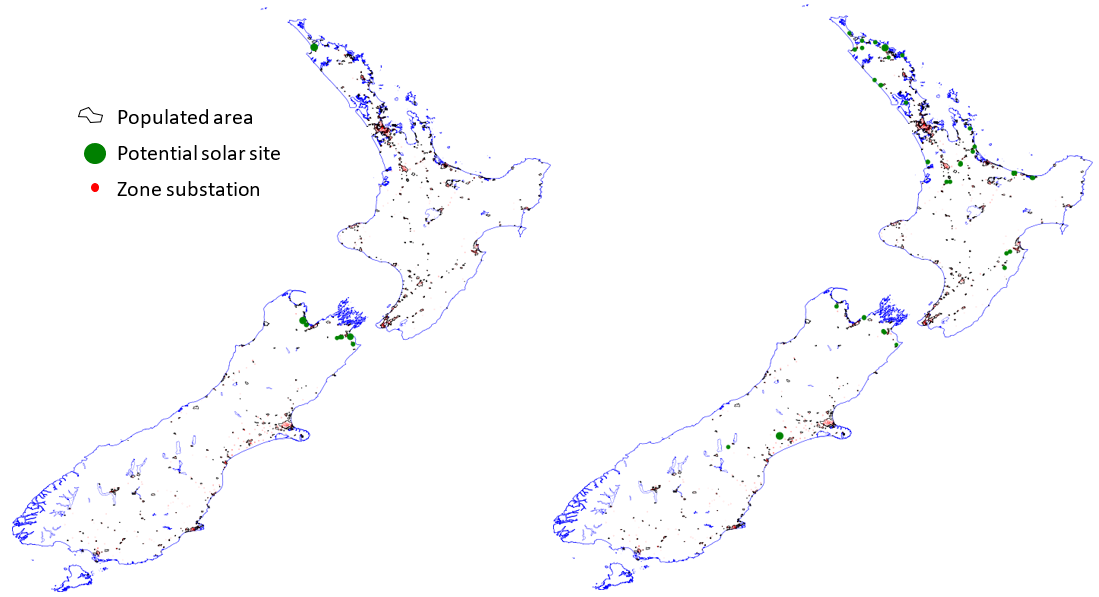 Populated area
Potential solar site
Zone substation